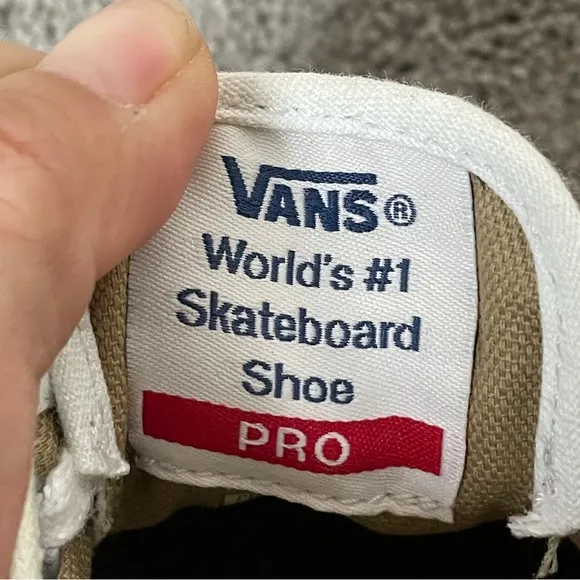 VANS®
World's #1
Skateboard
Shoe
PRO